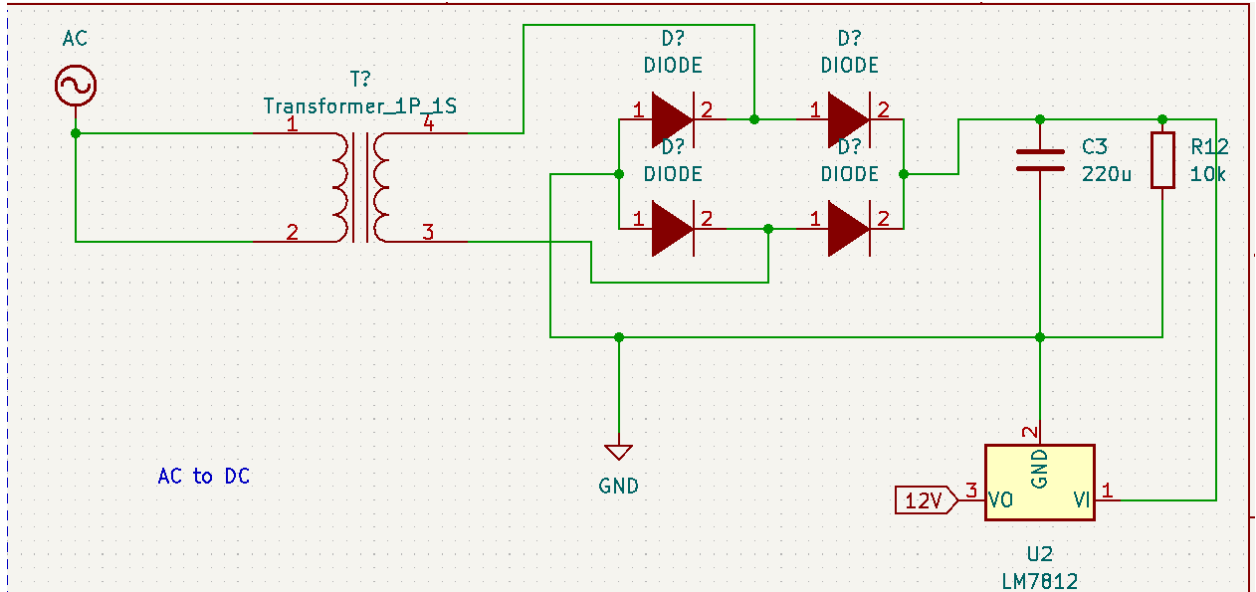 AC
T?
Transformer_1P_1S
1
4
2
3
D?
DIODE
D?
DIODE
1
2
1
2
D?
DIODE
D?
DIODE
1
2
1
2
C3
220u
R12
10k
GND
AC to DC
2
GND
12V
3
VO
VI
1
U2
LM7812